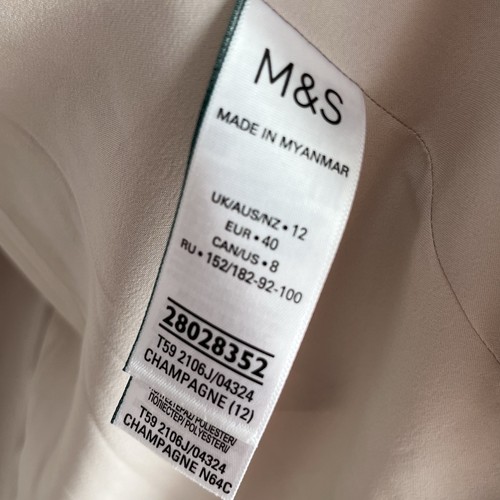 M&S
MADE IN MYANMAR
UK/AUS/NZ • 12
EUR • 40
CAN/US • 8
RU • 152/182-92-100
28028352
T59 2106J/04324
CHAMPAGNE (12)
ПОЛІЕСТЕР/POLYESTER/
T59 2106J/04324
CHAMPAGNE N64C